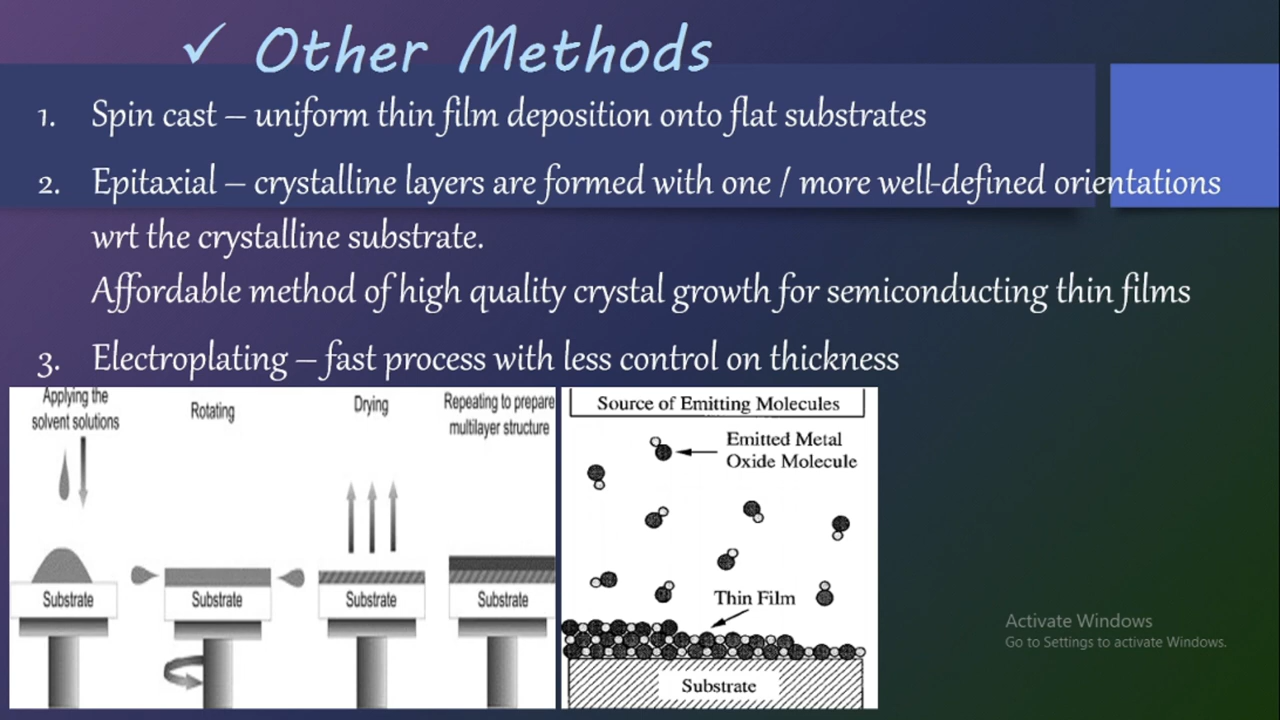 ✓ Other Methods
1. Spin cast – uniform thin film deposition onto flat substrates
2. Epitaxial – crystalline layers are formed with one / more well-defined orientations
wrt the crystalline substrate.
Affordable method of high quality crystal growth for semiconducting thin films
3. Electroplating – fast process with less control on thickness
Applying the
solvent solutions
Rotating
Drying
Repeating to prepare
multilayer structure
Substrate
Substrate
Substrate
Substrate
Source of Emitting Molecules
Emitted Metal
Oxide Molecule
Thin Film
Substrate
Activate Windows
Go to Settings to activate Windows.